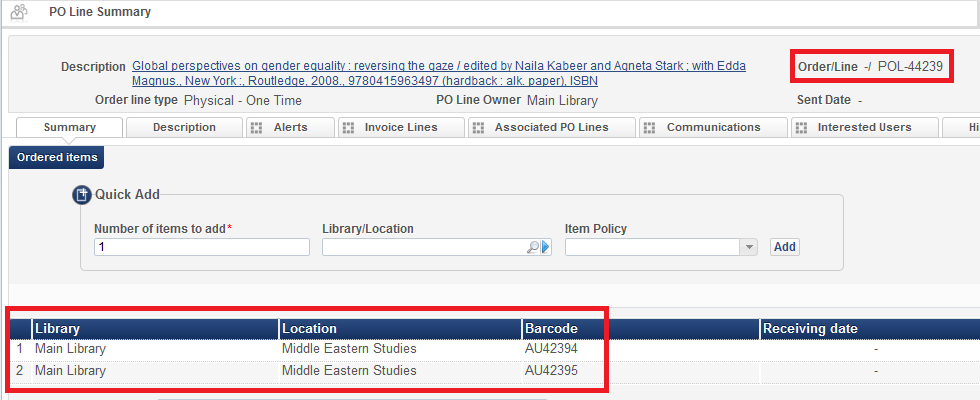 PO Line Summary
Description Global perspectives on gender equality : reversing the gaze / edited by Naila Kabeer and Agneta Stark ; with Edda Order/Line -/ POL-44239
Magnus., New York :, Routledge, 2008., 9780415963497 (hardback : alk. paper), ISBN
Order line type Physical - One Time PO Line Owner Main Library Sent Date -
Summary Description Alerts Invoice Lines Associated PO Lines Communications Interested Users Hi
Ordered items
Quick Add
Number of items to add* Library/Location Item Policy
1 Add
Library Location Barcode Receiving date
1 Main Library Middle Eastern Studies AU42394 -
2 Main Library Middle Eastern Studies AU42395 -